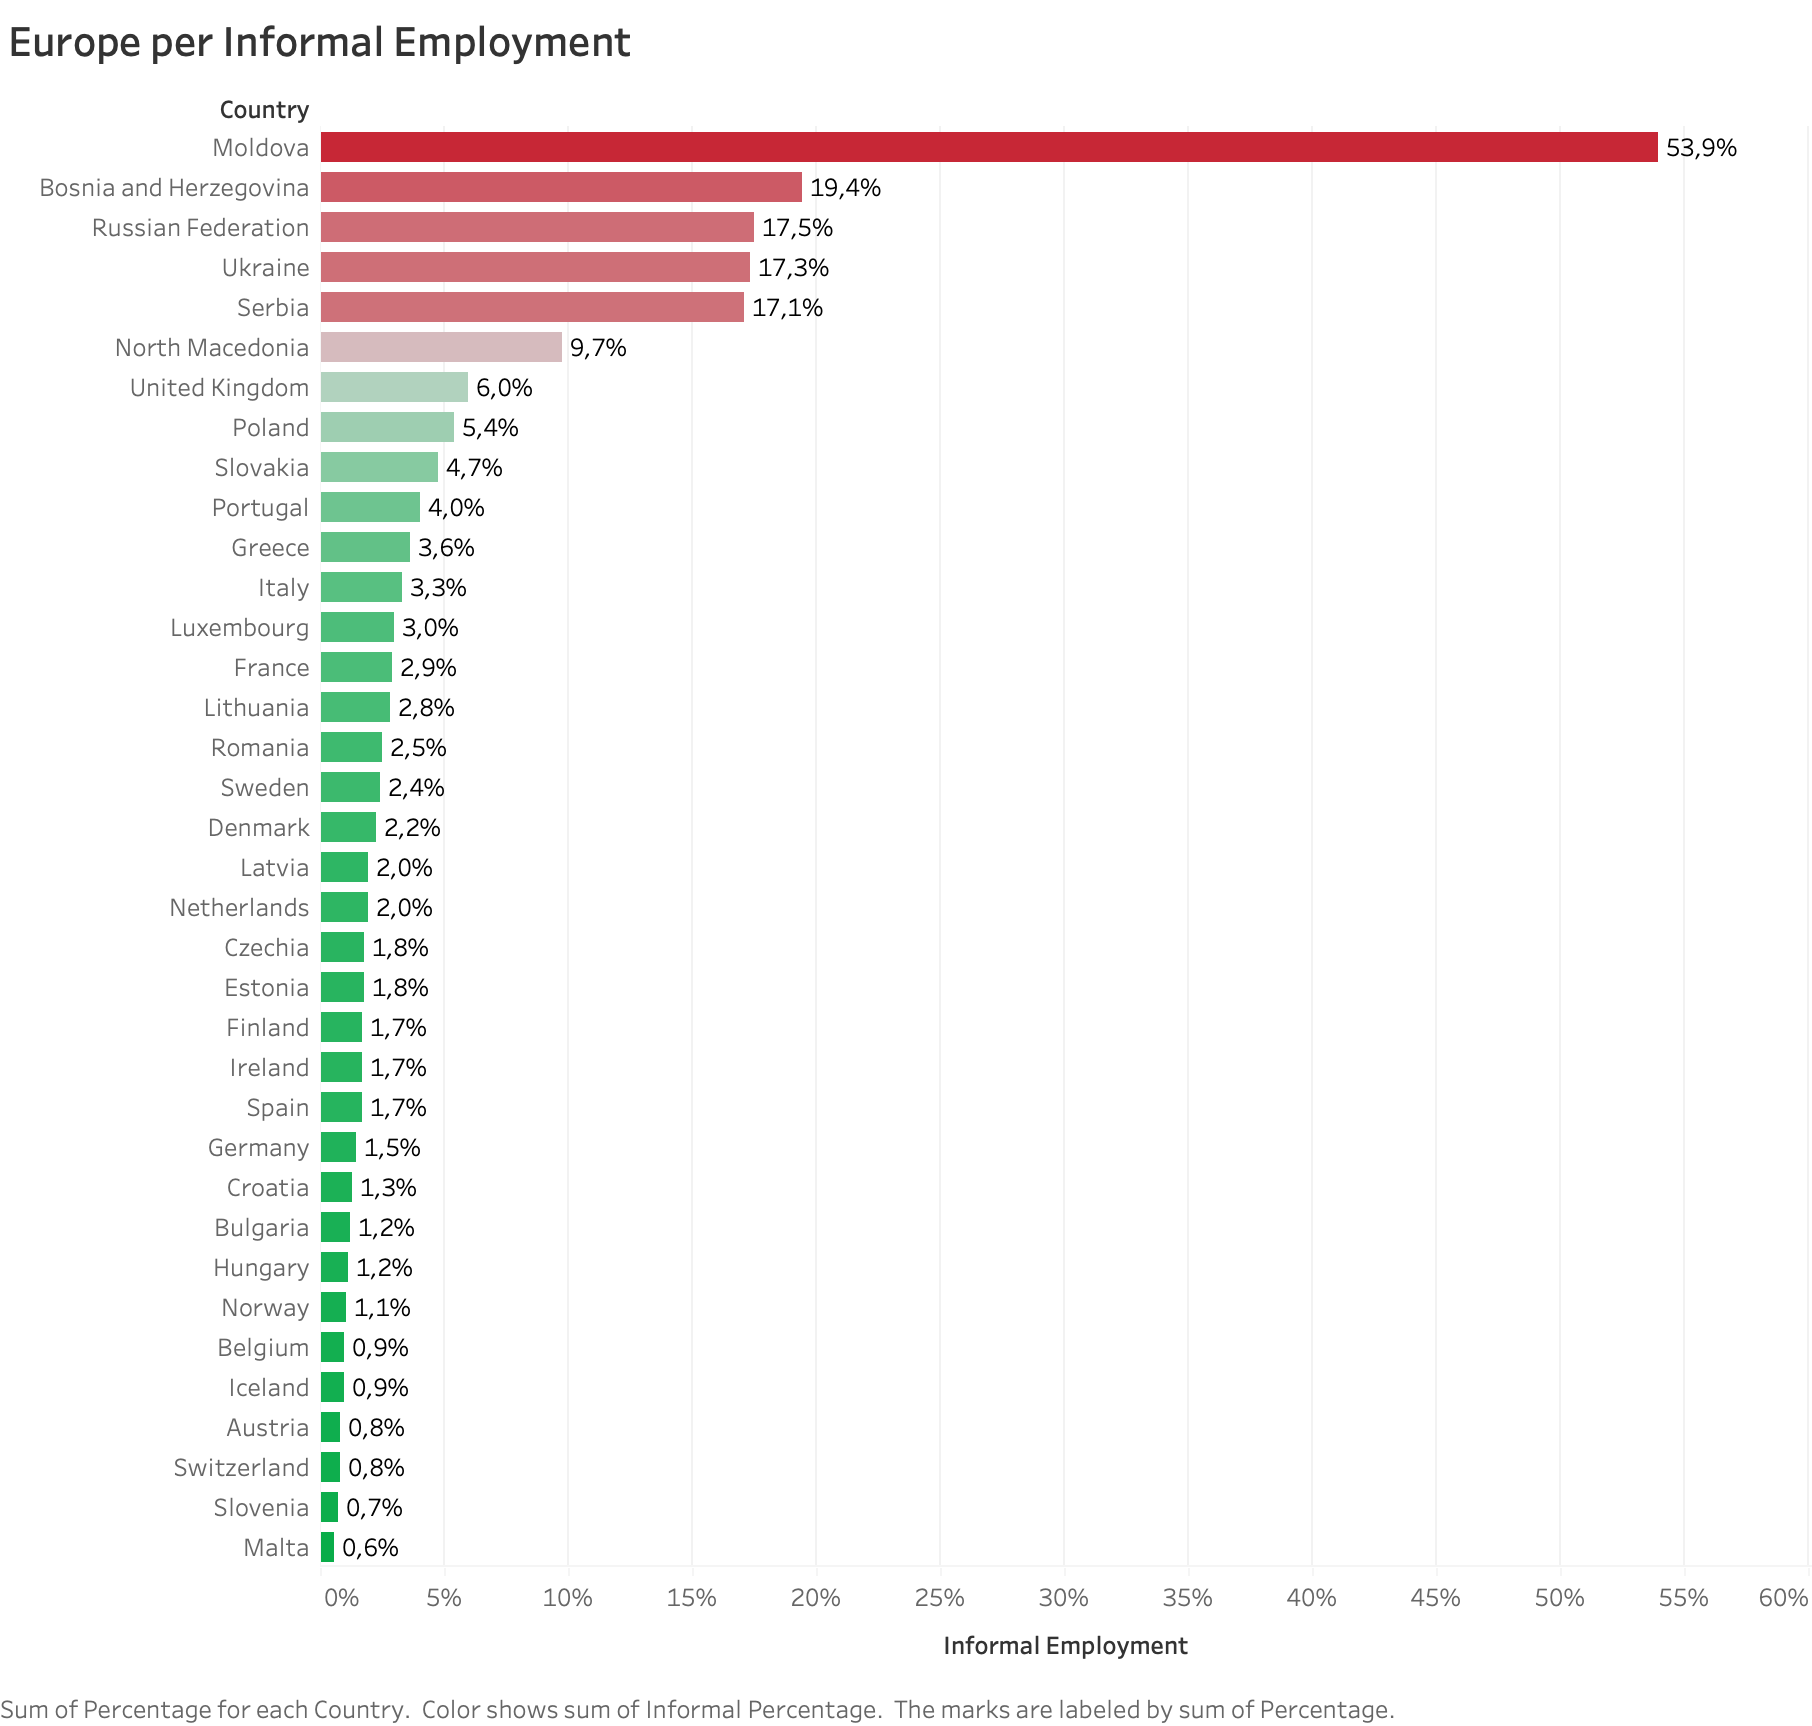 Europe per Informal Employment
Country
Moldova 53,9%
Bosnia and Herzegovina 19,4%
Russian Federation 17,5%
Ukraine 17,3%
Serbia 17,1%
North Macedonia 9,7%
United Kingdom 6,0%
Poland 5,4%
Slovakia 4,7%
Portugal 4,0%
Greece 3,6%
Italy 3,3%
Luxembourg 3,0%
France 2,9%
Lithuania 2,8%
Romania 2,5%
Sweden 2,4%
Denmark 2,2%
Latvia 2,0%
Netherlands 2,0%
Czechia 1,8%
Estonia 1,8%
Finland 1,7%
Ireland 1,7%
Spain 1,7%
Germany 1,5%
Croatia 1,3%
Bulgaria 1,2%
Hungary 1,2%
Norway 1,1%
Belgium 0,9%
Iceland 0,9%
Austria 0,8%
Switzerland 0,8%
Slovenia 0,7%
Malta 0,6%
0% 5% 10% 15% 20% 25% 30% 35% 40% 45% 50% 55% 60%
Informal Employment
Sum of Percentage for each Country.  Color shows sum of Informal Percentage.  The marks are labeled by sum of Percentage.